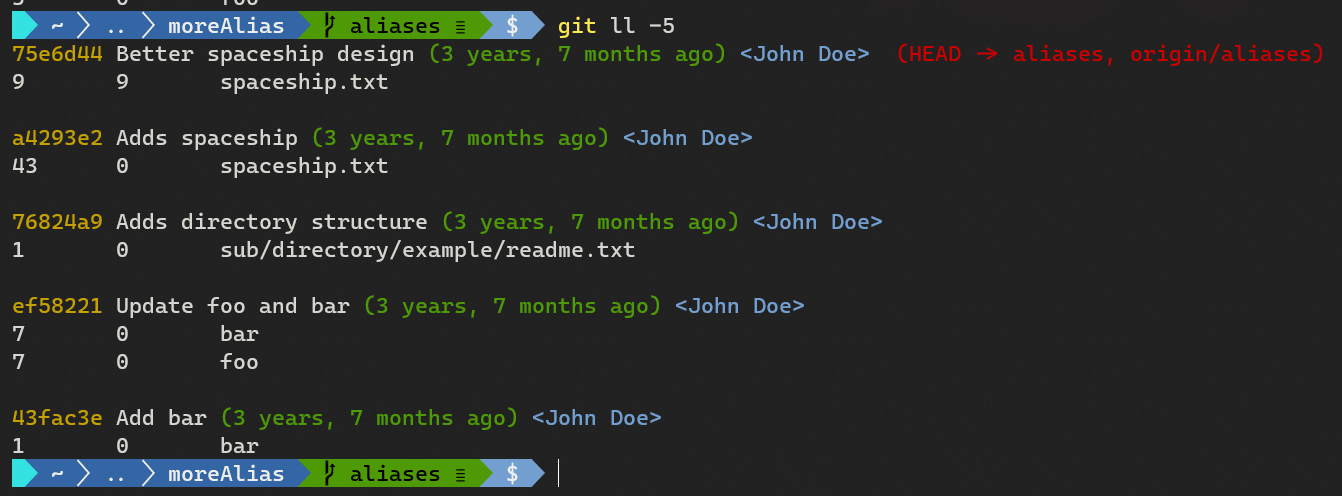 ~ .. moreAlias aliases ≡ $ git ll -5
75e6d44 Better spaceship design (3 years, 7 months ago) <John Doe>  (HEAD -> aliases, origin/aliases)
9       9       spaceship.txt

a4293e2 Adds spaceship (3 years, 7 months ago) <John Doe>
43      0       spaceship.txt

76824a9 Adds directory structure (3 years, 7 months ago) <John Doe>
1       0       sub/directory/example/readme.txt

ef58221 Update foo and bar (3 years, 7 months ago) <John Doe>
7       0       bar
7       0       foo

43fac3e Add bar (3 years, 7 months ago) <John Doe>
1       0       bar
~ .. moreAlias aliases ≡ $